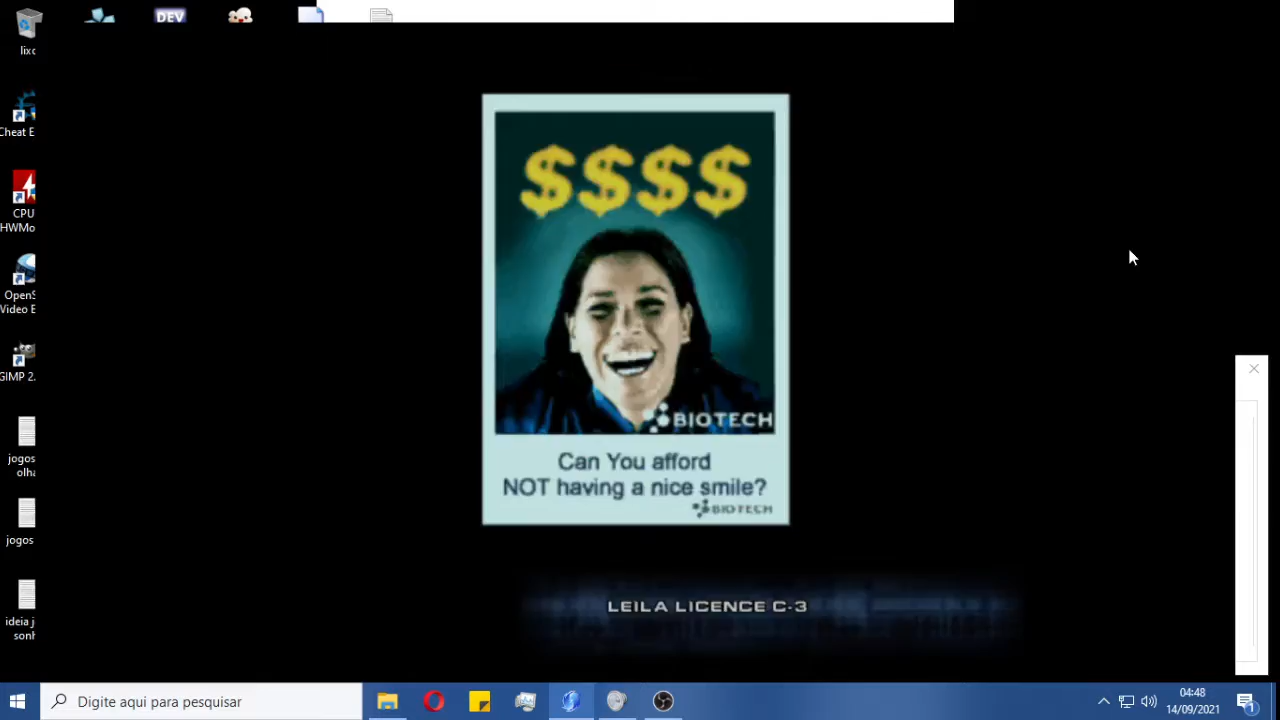 DEV
lixo
Cheat E
CPU
HWMo
OpenS
Video E
GIMP 2.
jogos
olha
jogos
ideia j
sonh
$$$$
BIOTECH
Can You afford
NOT having a nice smile?
BIOTECH
LEILA LICENCE C-3
Digite aqui para pesquisar
04:48
14/09/2021
1